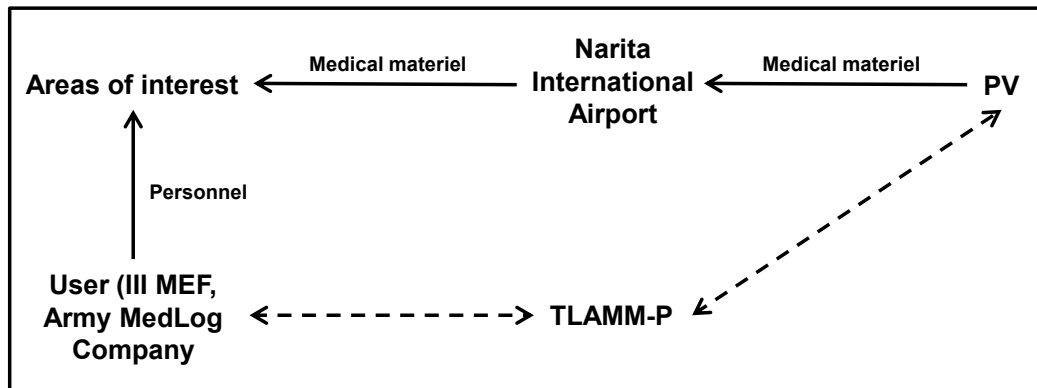 Areas of interest
Medical materiel
Narita
International
Airport
Medical materiel
PV
Personnel
User (III MEF,
Army MedLog
Company
TLAMM-P